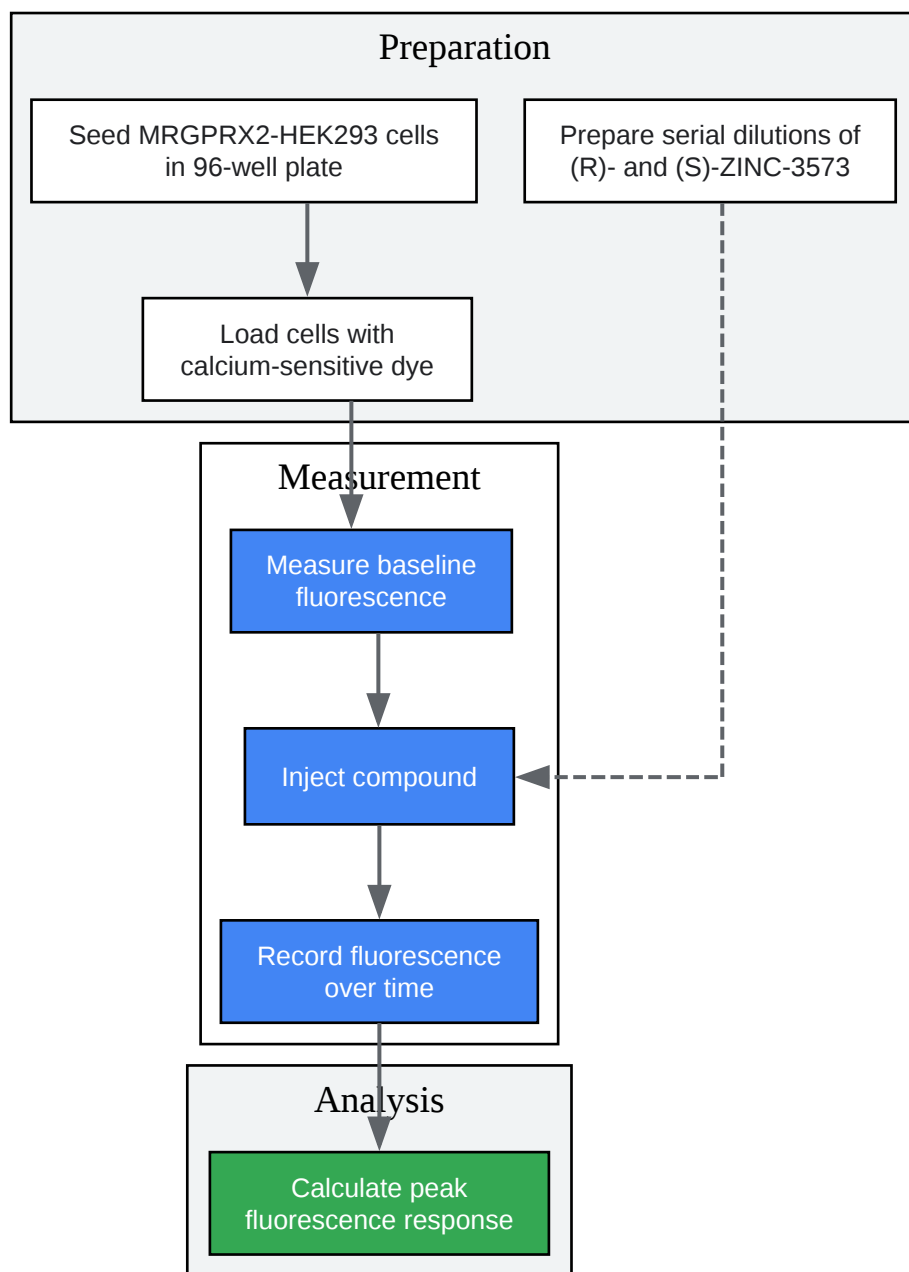 Preparation
Seed MRGPRX2-HEK293 cells
in 96-well plate
Prepare serial dilutions of
(R)- and (S)-ZINC-3573
Load cells with
calcium-sensitive dye
Measurement
Measure baseline
fluorescence
Inject compound
Record fluorescence
over time
Analysis
Calculate peak
fluorescence response